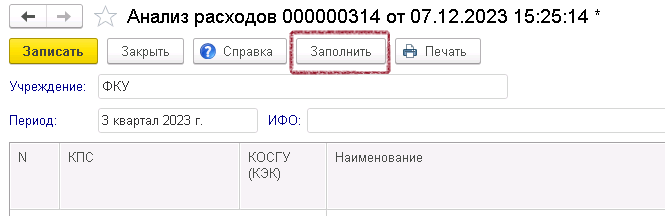 Анализ расходов 000000314 от 07.12.2023 15:25:14 *
Записать Закрыть ? Справка Заполнить Печать
Учреждение: ФКУ
Период: 3 квартал 2023 г. ИФО:
N КПС КОСГУ (КЭК) Наименование